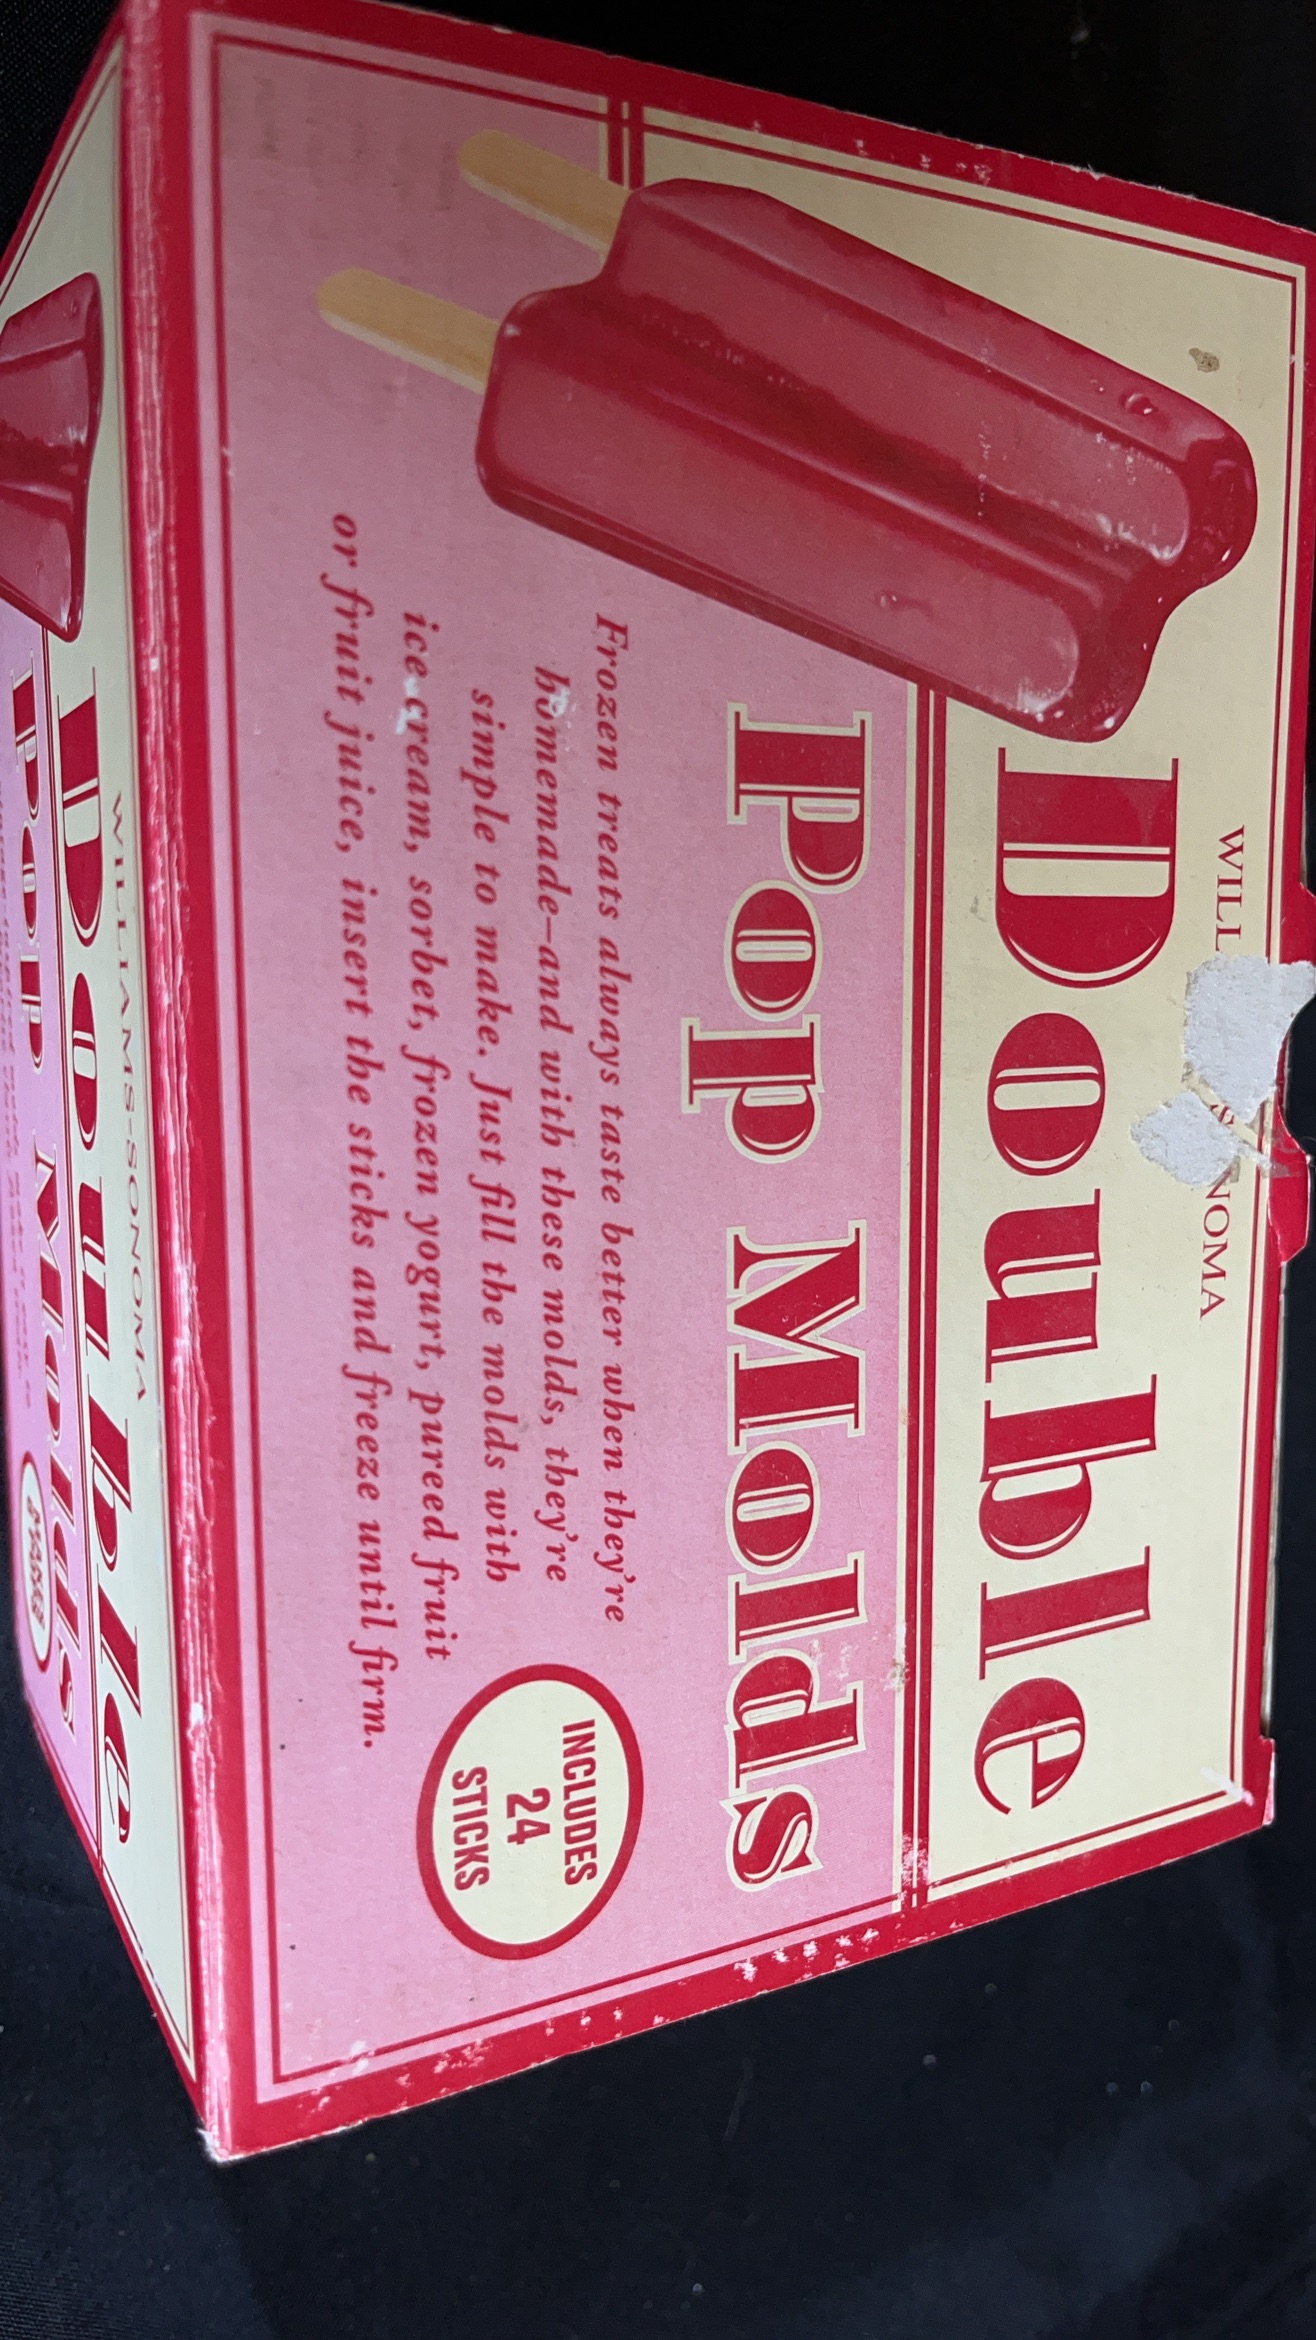 WILL NOMA
Double
Pop Molds
Frozen treats always taste better when they're
homemade—and with these molds, they're
simple to make. Just fill the molds with
ice cream, sorbet, frozen yogurt, pureed fruit
or fruit juice, insert the sticks and freeze until firm.
INCLUDES
24
STICKS
WILLIAMS-SONOMA
Double
Pop Molds